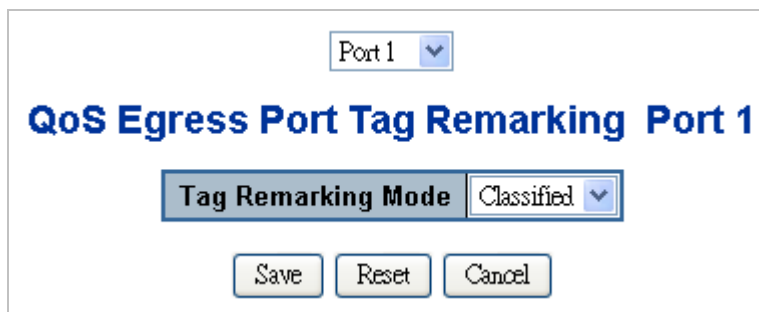 Port 1
QoS Egress Port Tag Remarking Port 1
Tag Remarking Mode Classified
Save Reset Cancel